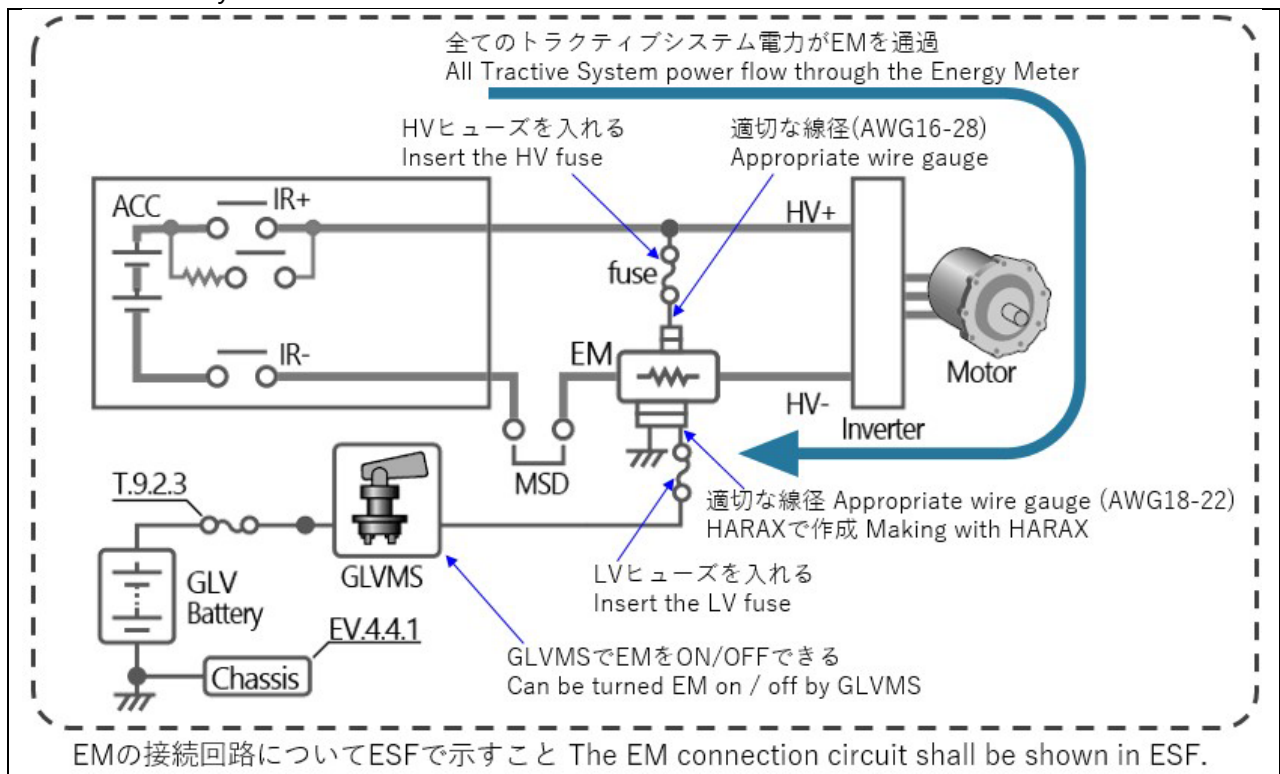 全てのトラクティブシステム電力がEMを通過
All Tractive System power flow through the Energy Meter
HVヒューズを入れる
Insert the HV fuse
適切な線径(AWG16-28)
Appropriate wire gauge
ACC
IR+
HV+
fuse
EM
IR-
Motor
HV-
Inverter
MSD
T.9.2.3
適切な線径 Appropriate wire gauge (AWG18-22)
HARAXで作成 Making with HARAX
GLVMS
LVヒューズを入れる
Insert the LV fuse
GLV
Battery
EV.4.4.1
Chassis
GLVMSでEMをON/OFFできる
Can be turned EM on / off by GLVMS
EMの接続回路についてESFで示すこと The EM connection circuit shall be shown in ESF.